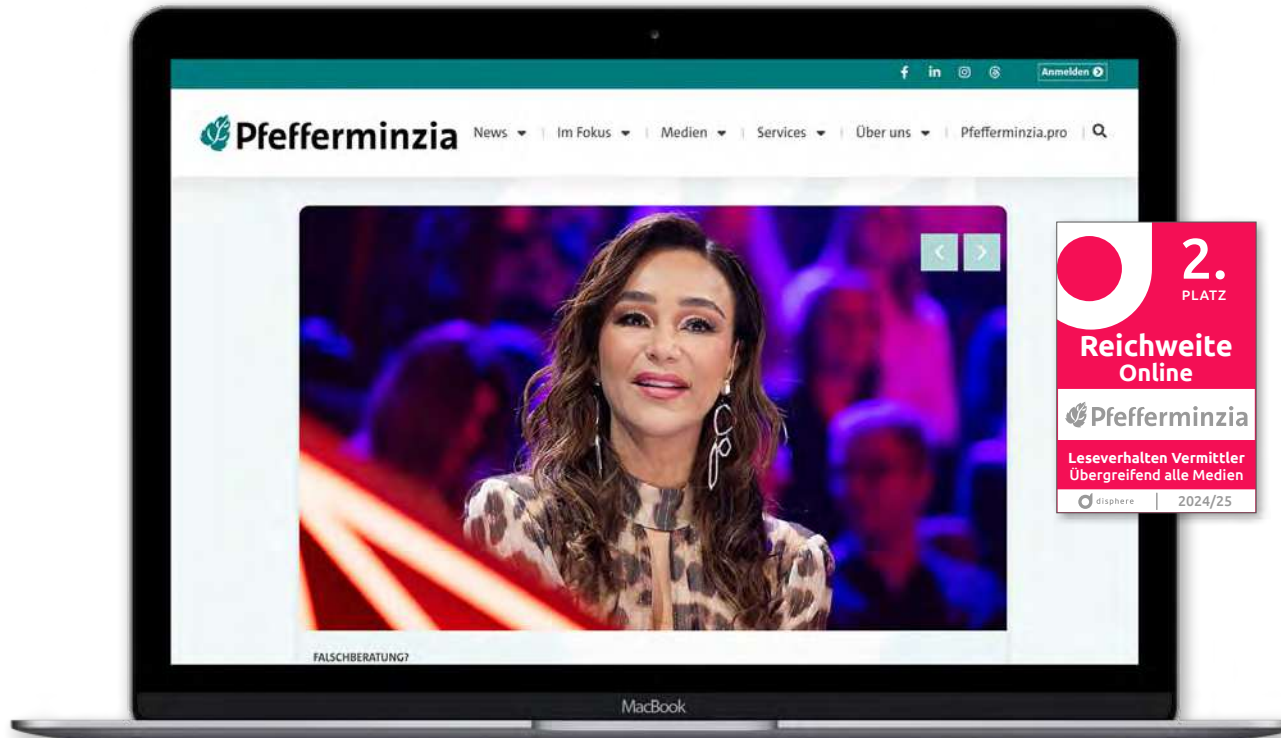 Anmelden
Pfefferminzia
News
Im Fokus
Medien
Services
Über uns
Pfefferminzia.pro
2.
PLATZ
Reichweite
Online
Pfefferminzia
Leseverhalten Vermittler
Übergreifend alle Medien
disphere
2024/25
FALSCHBERATUNG?
MacBook